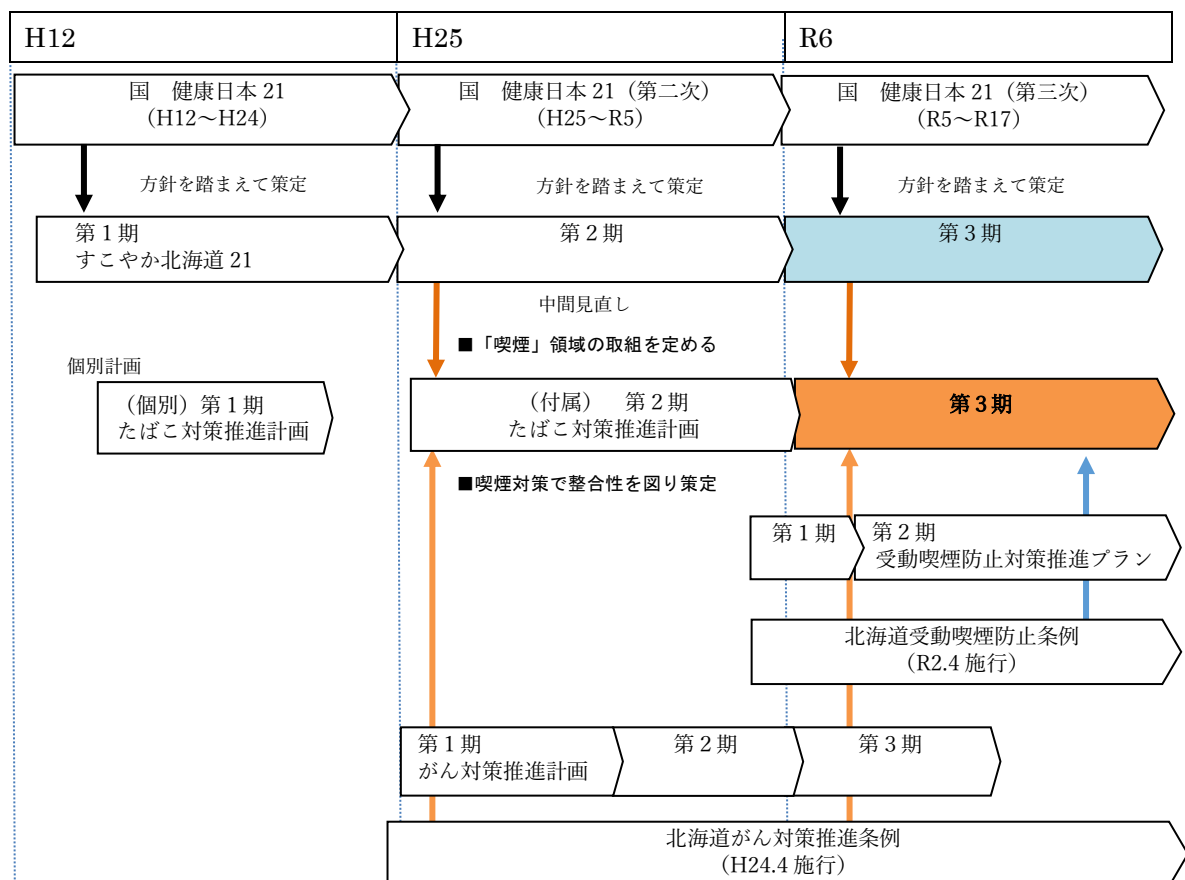 H12
H25
R6
国　健康日本 21
（H12～H24）
国　健康日本 21（第二次）
（H25～R5）
国　健康日本 21（第三次）
（R5～R17）
方針を踏まえて策定
方針を踏まえて策定
方針を踏まえて策定
第１期
すこやか北海道 21
第２期
第３期
中間見直し
■「喫煙」領域の取組を定める
個別計画
（個別）第１期
たばこ対策推進計画
（付属）　第２期
たばこ対策推進計画
第３期
■喫煙対策で整合性を図り策定
第１期
第２期
受動喫煙防止対策推進プラン
北海道受動喫煙防止条例
（R2.4 施行）
第１期
がん対策推進計画
第２期
第３期
北海道がん対策推進条例
（H24.4 施行）